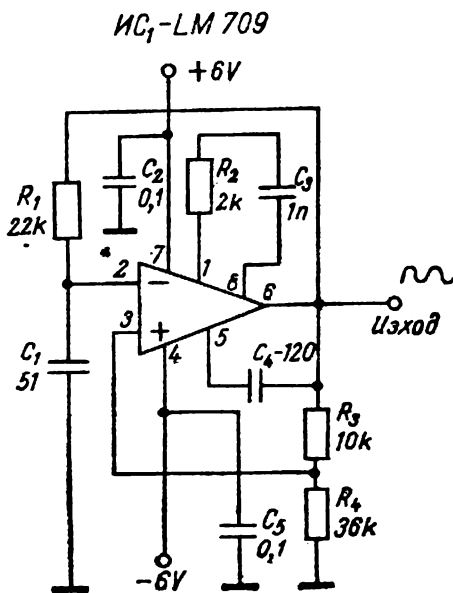 ИС₁-LM 709
+6V
C₂
0,1
R₂
2k
C₃
1n
R₁
22k
7
1
8
2
6
3
5
4
Изход
C₁
51
C₄-120
R₃
10k
R₄
36k
C₅
0,1
-6V